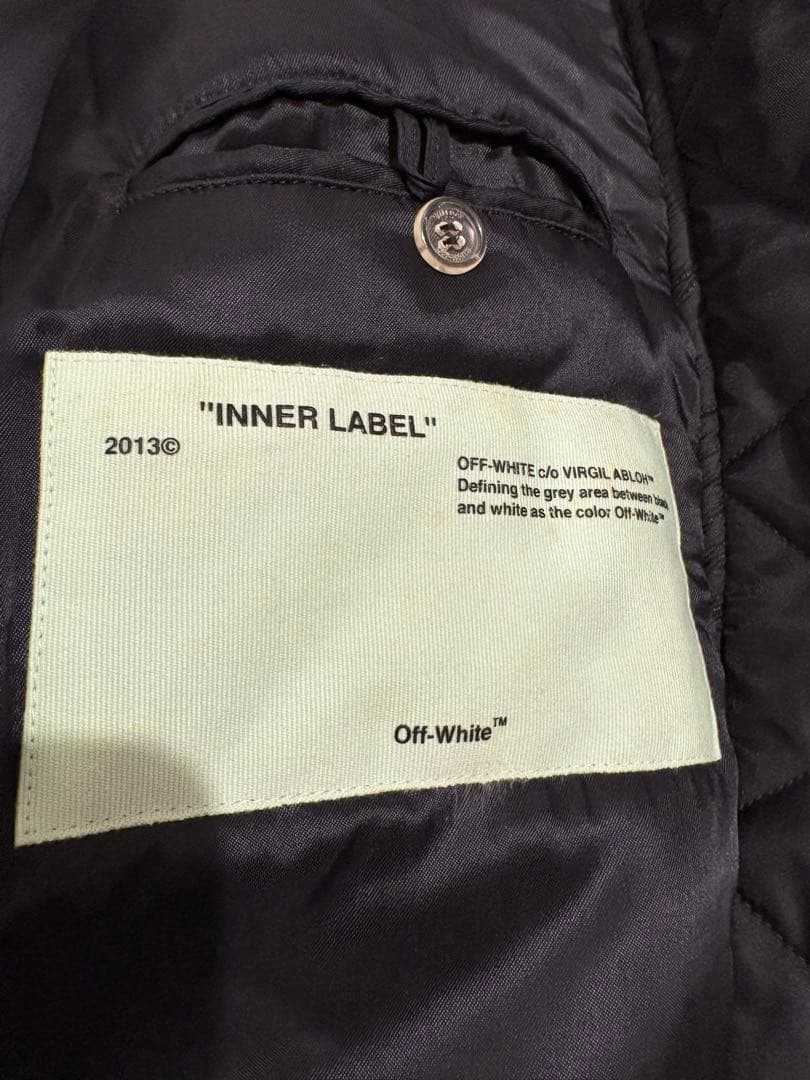 "INNER LABEL"
2013©
OFF-WHITE c/o VIRGIL ABLOH™
Defining the grey area between black
and white as the color Off-White™
Off-White™